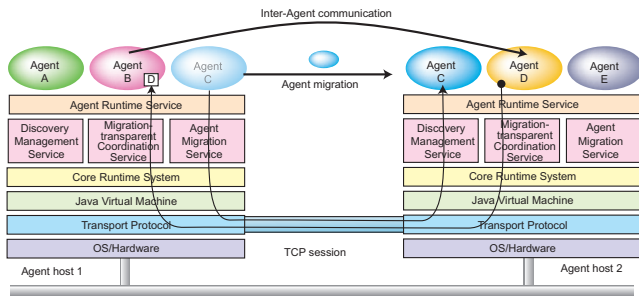 Inter-Agent communication
Agent
A
Agent
B
D
Agent
C
Agent migration
Agent
C
Agent
D
Agent
E
Agent Runtime Service
Discovery
Management
Service
Migration-
transparent
Coordination
Service
Agent
Migration
Service
Core Runtime System
Java Virtual Machine
Transport Protocol
OS/Hardware
Agent host 1
TCP session
Agent Runtime Service
Discovery
Management
Service
Migration-
transparent
Coordination
Service
Agent
Migration
Service
Core Runtime System
Java Virtual Machine
Transport Protocol
OS/Hardware
Agent host 2